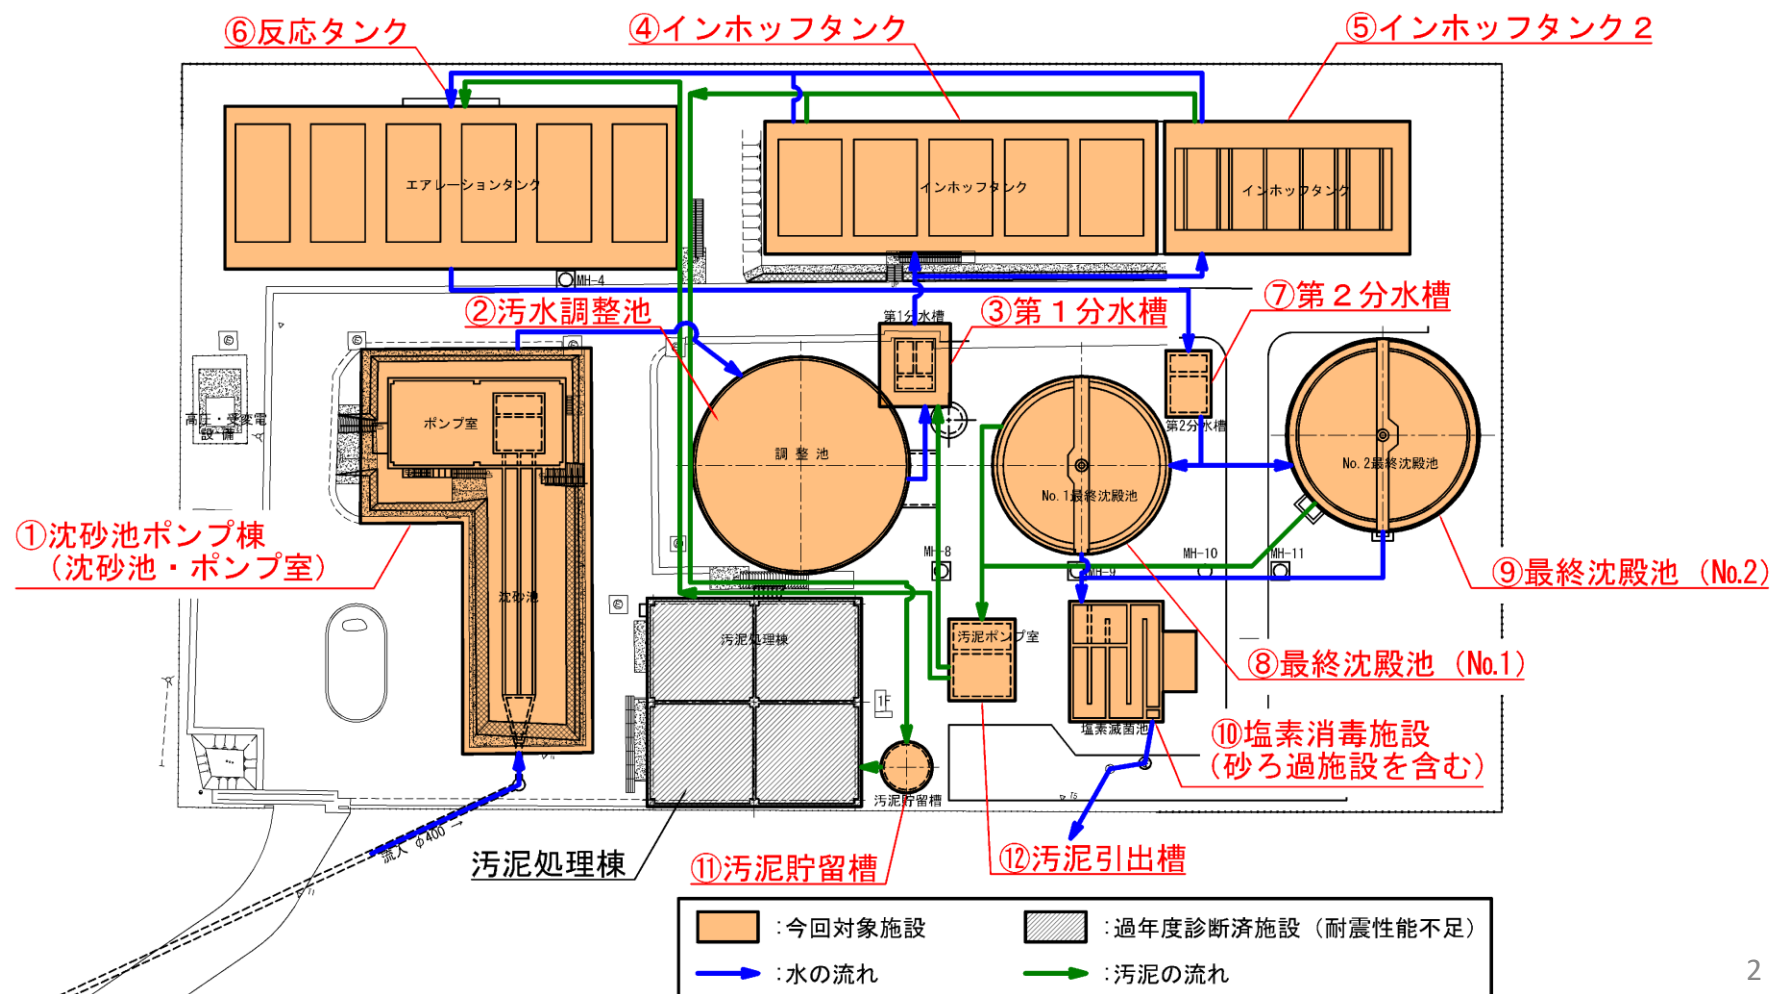 ⑥反応タンク
④インホッフタンク
⑤インホッフタンク２
エアレーションタンク
インホッフタンク
インホッフタンク
MH-4
②汚水調整池
第1分水槽
③第１分水槽
⑦第２分水槽
高圧・受変電
設備
ポンプ室
調整池
第2分水槽
No.1最終沈殿池
No.2最終沈殿池
①沈砂池ポンプ棟
（沈砂池・ポンプ室）
沈砂池
MH-8
MH-9
MH-10
MH-11
⑨最終沈殿池（No.2）
汚泥処理棟
汚泥ポンプ室
⑧最終沈殿池（No.1）
1F
塩素滅菌池
⑩塩素消毒施設
（砂ろ過施設を含む）
汚泥貯留槽
流入 φ400 →
汚泥処理棟
⑪汚泥貯留槽
⑫汚泥引出槽
：今回対象施設
：過年度診断済施設（耐震性能不足）
：水の流れ
：汚泥の流れ
2